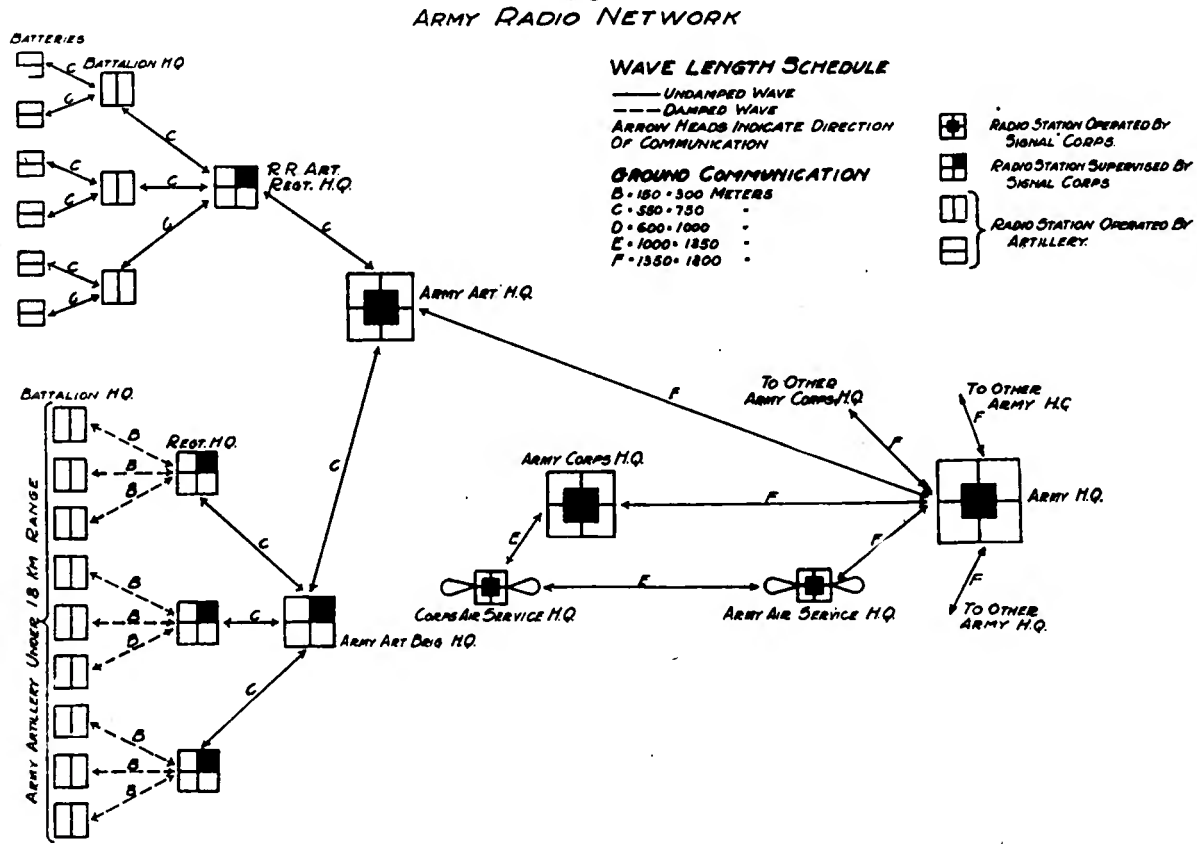 ARMY RADIO NETWORK
BATTERIES
BATTALION H.Q.
C
C
C
C
C
C
C
C
G
C
G
R.R. ART.
REGT. H.Q.
C
ARMY ART H.Q.
WAVE LENGTH SCHEDULE
UNDAMPED WAVE
DAMPED WAVE
ARROW HEADS INDICATE DIRECTION
OF COMMUNICATION
GROUND COMMUNICATION
B = 150 = 300 METERS
C = 550 = 750 "
D = 600 = 1000 "
E = 1000 = 1350 "
F = 1350 = 1800 "
RADIO STATION OPERATED BY
SIGNAL CORPS.
RADIO STATION SUPERVISED BY
SIGNAL CORPS
RADIO STATION OPERATED BY
ARTILLERY.
BATTALION H.Q.
ARMY ARTILLERY UNDER 18 KM RANGE
B
B
B
B
B
B
B
B
B
REGT. H.Q.
C
C
C
C
ARMY ART BRIG H.Q.
F
TO OTHER
ARMY CORPS H.Q.
F
TO OTHER
ARMY H.G
F
ARMY CORPS H.Q.
F
ARMY H.Q.
E
F
E
F
CORPS AIR SERVICE H.Q.
ARMY AIR SERVICE H.Q.
TO OTHER
ARMY H.Q.